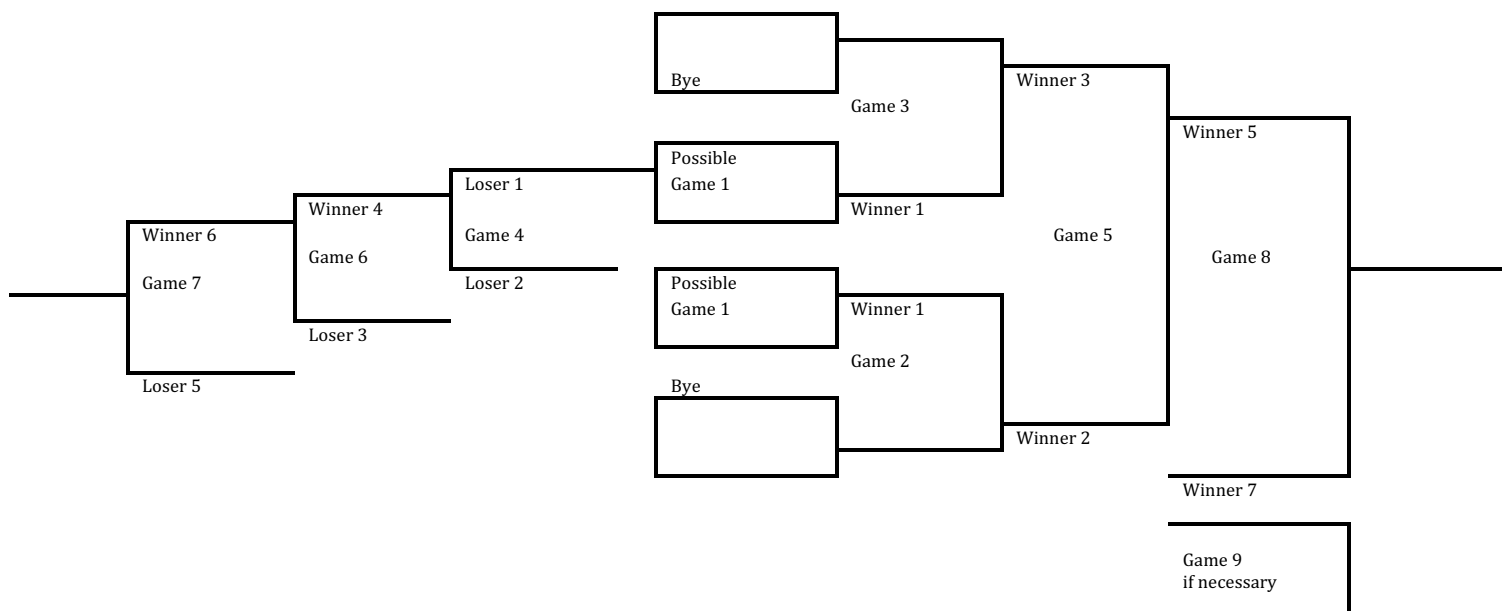 Bye
Winner 3
Game 3
Winner 5
Possible
Game 1
Loser 1
Winner 4
Winner 1
Winner 6
Game 4
Game 5
Game 6
Game 8
Game 7
Loser 2
Possible
Game 1
Winner 1
Loser 3
Game 2
Loser 5
Bye
Winner 2
Winner 7
Game 9
if necessary